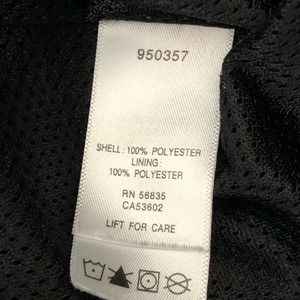 950357
SHELL: 100% POLYESTER
LINING:
100% POLYESTER
RN 56835
CA53602
LIFT FOR CARE